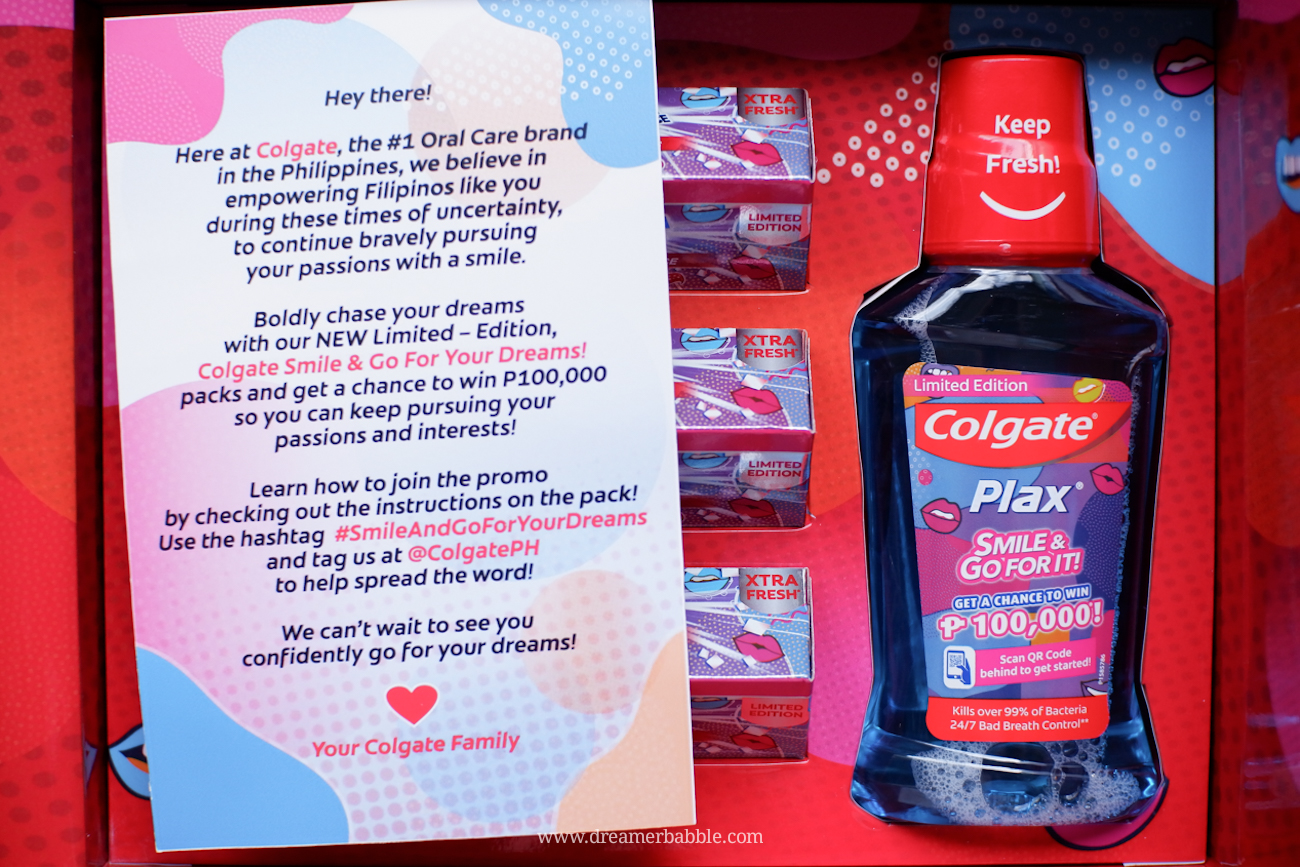 Hey there!
Here at Colgate, the #1 Oral Care brand
in the Philippines, we believe in
empowering Filipinos like you
during these times of uncertainty,
to continue bravely pursuing
your passions with a smile.
Boldly chase your dreams
with our NEW Limited – Edition,
Colgate Smile & Go For Your Dreams!
packs and get a chance to win P100,000
so you can keep pursuing your
passions and interests!
Learn how to join the promo
by checking out the instructions on the pack!
Use the hashtag #SmileAndGoForYourDreams
and tag us at @ColgatePH
to help spread the word!
We can't wait to see you
confidently go for your dreams!
Your Colgate Family
XTRA
FRESH
LIMITED
EDITION
XTRA
FRESH
LIMITED
EDITION
XTRA
FRESH
LIMITED
EDITION
Keep
Fresh!
Limited Edition
Colgate®
Plax®
SMILE &
GO FOR IT!
GET A CHANCE TO WIN
₱100,000!
Scan QR Code
behind to get started!
Kills over 99% of Bacteria
24/7 Bad Breath Control**
www.dreamerbabble.com